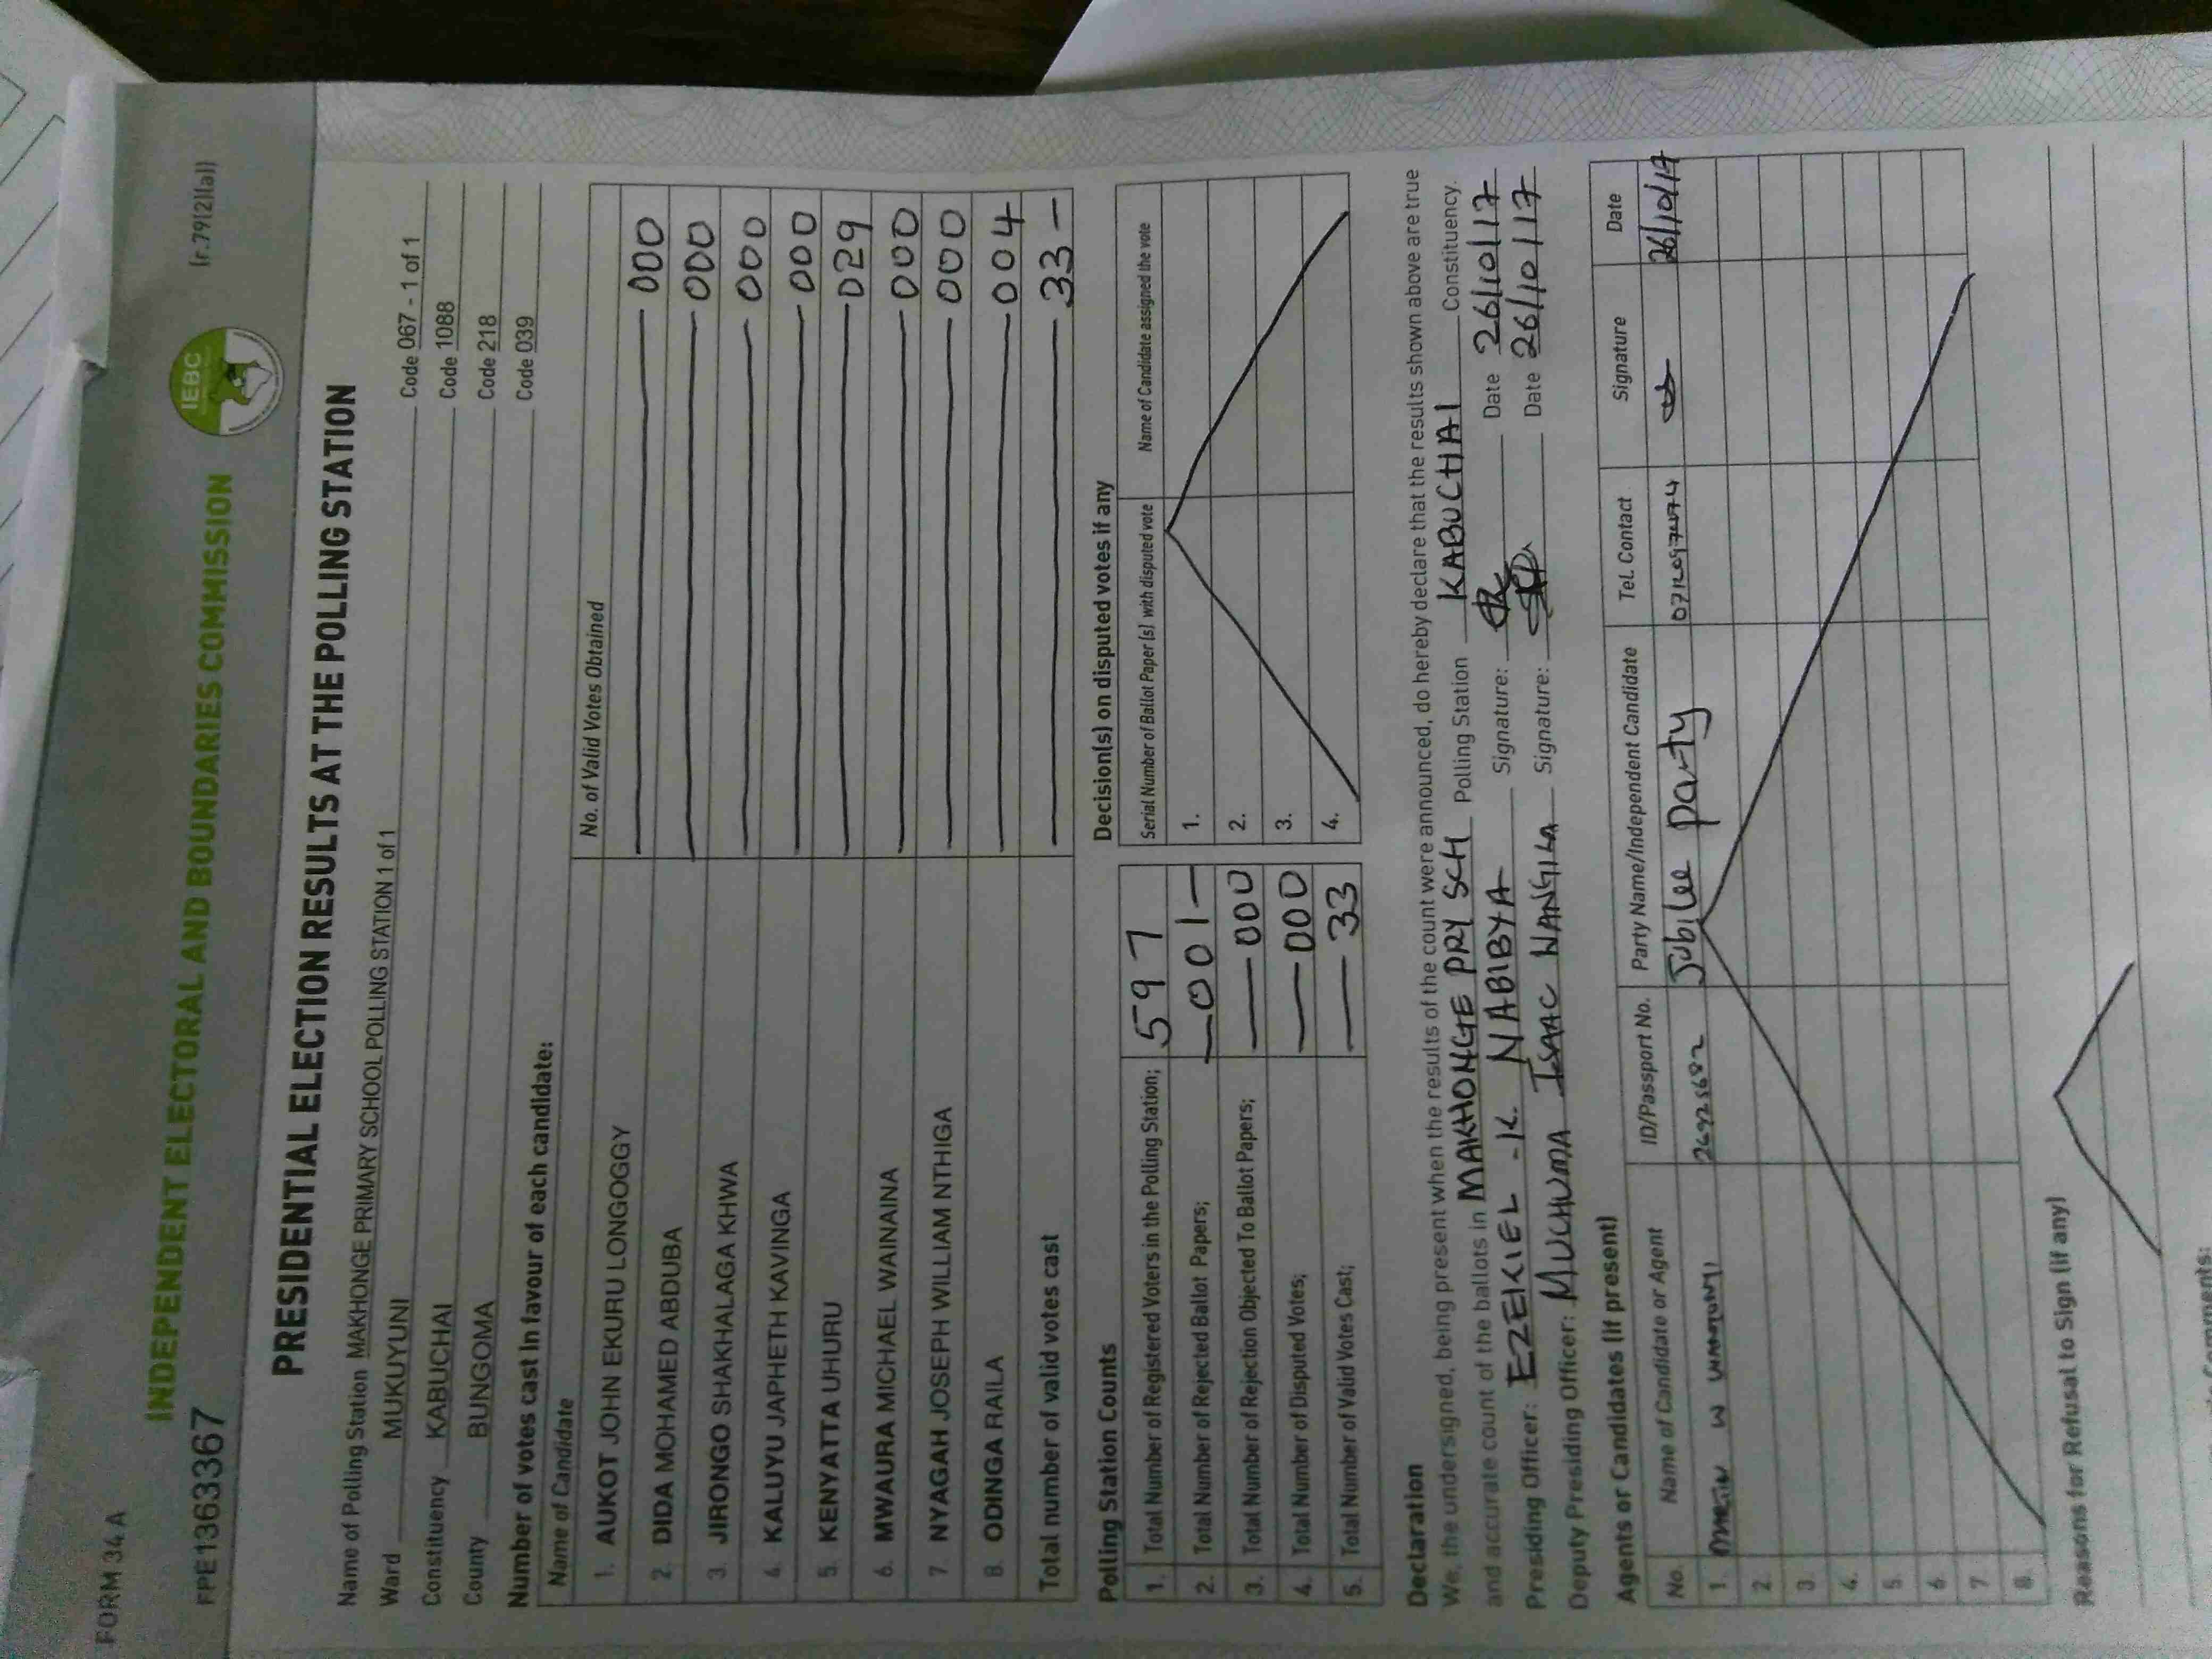 FORM 34 A
INDEPENDENT ELECTORAL AND BOUNDARIES COMMISSION
IEBC
(r.79(2)(a))
FPE1363367
PRESIDENTIAL ELECTION RESULTS AT THE POLLING STATION
Name of Polling Station MAKHONGE PRIMARY SCHOOL POLLING STATION 1 of 1 Code 067 - 1 of 1
Ward MUKUYUNI Code 1088
Constituency KABUCHAI Code 218
County BUNGOMA Code 039
Number of votes cast in favour of each candidate:
Name of Candidate No. of Valid Votes Obtained
1. AUKOT JOHN EKURU LONGOGGY 000
2. DIDA MOHAMED ABDUBA 000
3. JIRONGO SHAKHALAGA KHWA 000
4. KALUYU JAPHETH KAVINGA 000
5. KENYATTA UHURU 029
6. MWAURA MICHAEL WAINAINA 000
7. NYAGAH JOSEPH WILLIAM NTHIGA 000
8. ODINGA RAILA 004
Total number of valid votes cast 33 -
Polling Station Counts
1. Total Number of Registered Voters in the Polling Station; 597
2. Total Number of Rejected Ballot Papers; 001 -
3. Total Number of Rejection Objected To Ballot Papers; 000
4. Total Number of Disputed Votes; 000
5. Total Number of Valid Votes Cast; 33
Decision(s) on disputed votes if any
Serial Number of Ballot Paper (s) with disputed vote Name of Candidate assigned the vote
1.
2.
3.
4.
Declaration
We, the undersigned, being present when the results of the count were announced, do hereby declare that the results shown above are true
and accurate count of the ballots in MAKHONGE PRY SCH Polling Station KABUCHAI Constituency.
Presiding Officer: EZEKIEL - K. NABIBYA Signature: Date 26/10/17
Deputy Presiding Officer: MUCHUMA ISAAC WANGILA Signature: Date 26/10/17
Agents or Candidates (if present)
No. Name of Candidate or Agent ID/Passport No. Party Name/Independent Candidate Tel. Contact Signature Date
1. W Jubilee party 26/10/17
2.
3.
4.
5.
6.
7.
8.
Reasons for Refusal to Sign (if any)